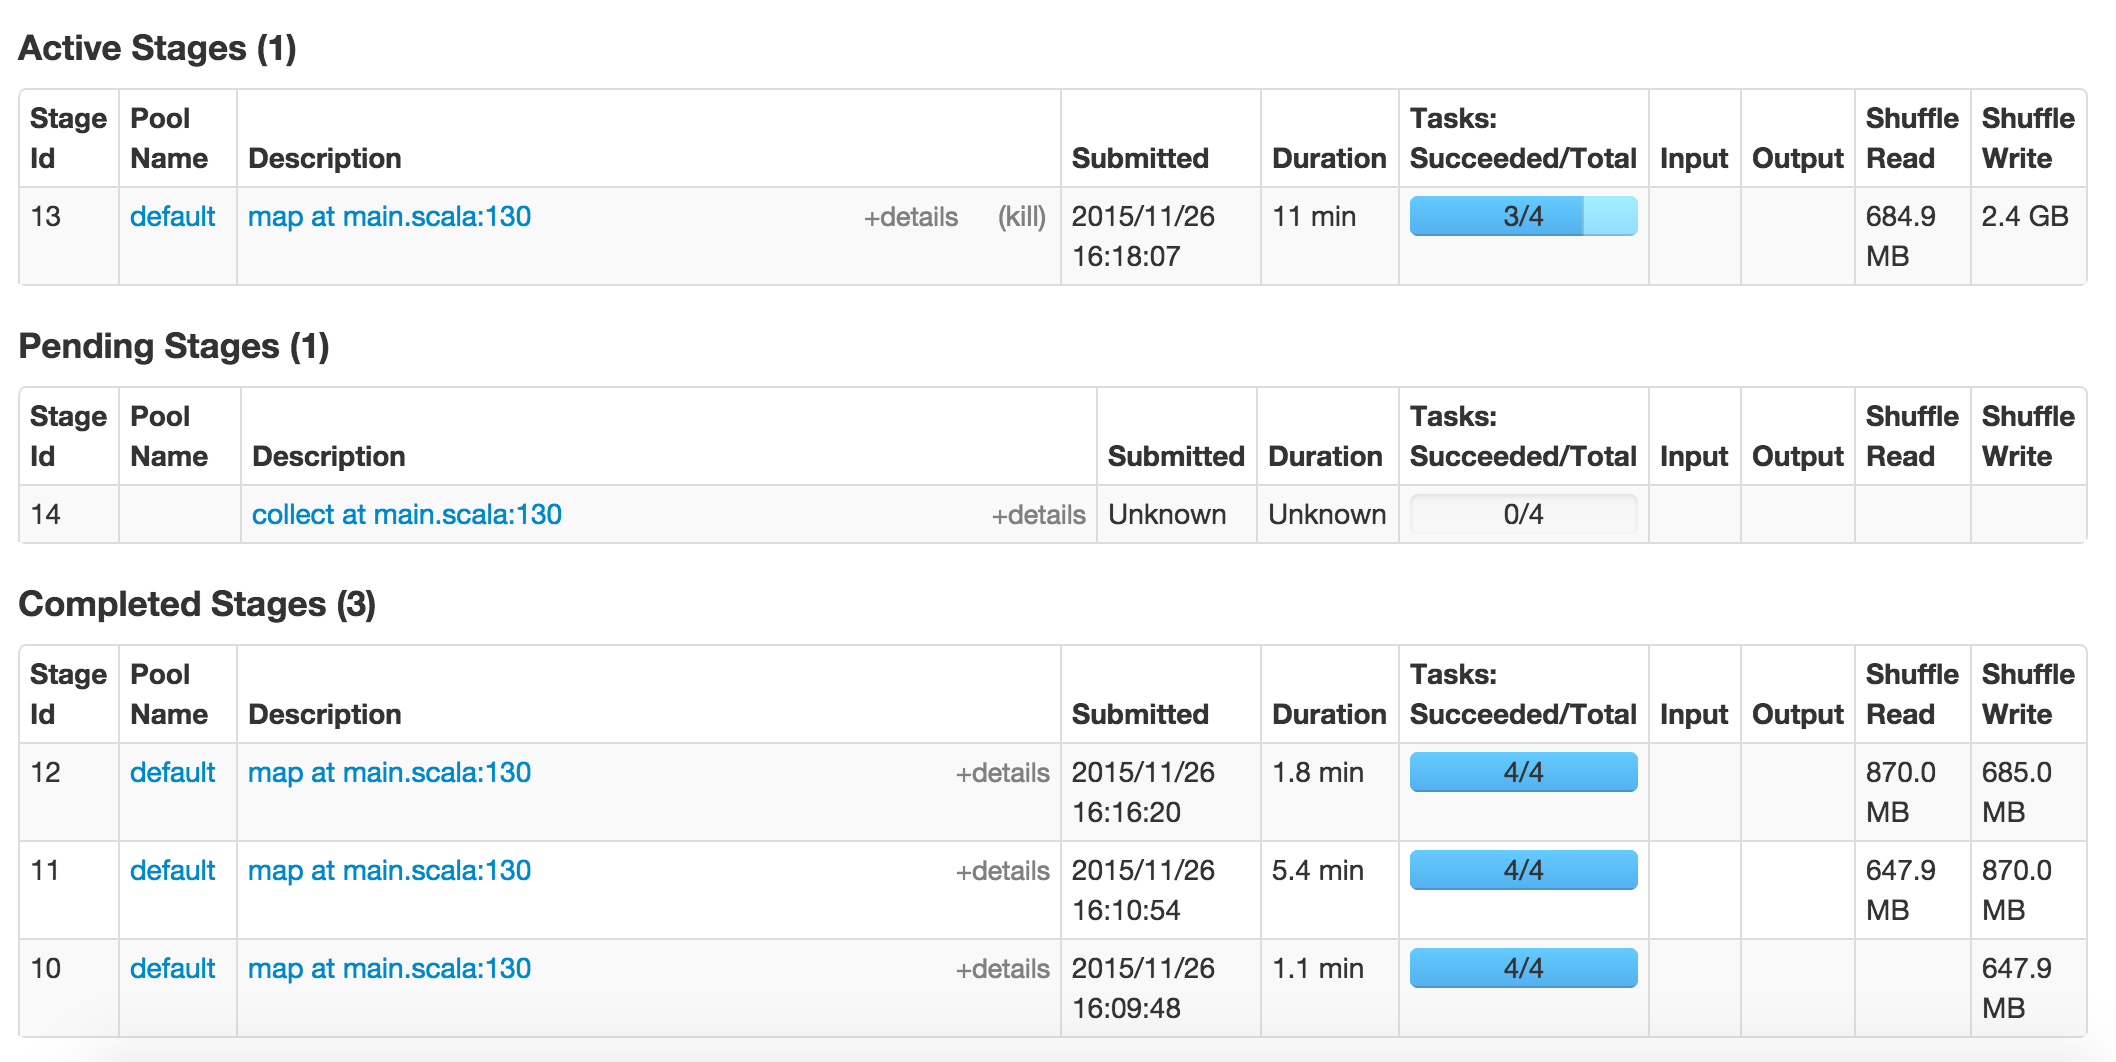 Active Stages (1)
Stage Id Pool Name Description Submitted Duration Tasks: Succeeded/Total Input Output Shuffle Read Shuffle Write
13 default map at main.scala:130 +details (kill) 2015/11/26 16:18:07 11 min 3/4 684.9 MB 2.4 GB
Pending Stages (1)
Stage Id Pool Name Description Submitted Duration Tasks: Succeeded/Total Input Output Shuffle Read Shuffle Write
14 collect at main.scala:130 +details Unknown Unknown 0/4
Completed Stages (3)
Stage Id Pool Name Description Submitted Duration Tasks: Succeeded/Total Input Output Shuffle Read Shuffle Write
12 default map at main.scala:130 +details 2015/11/26 16:16:20 1.8 min 4/4 870.0 MB 685.0 MB
11 default map at main.scala:130 +details 2015/11/26 16:10:54 5.4 min 4/4 647.9 MB 870.0 MB
10 default map at main.scala:130 +details 2015/11/26 16:09:48 1.1 min 4/4 647.9 MB